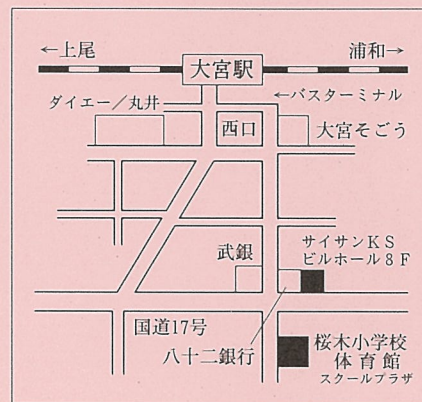 ←上尾
浦和→
大宮駅
ダイエー／丸井
←バスターミナル
西口
大宮そごう
武銀
サイサンKS
ビルホール8F
国道17号
八十二銀行
桜木小学校
体育館
スクールプラザ